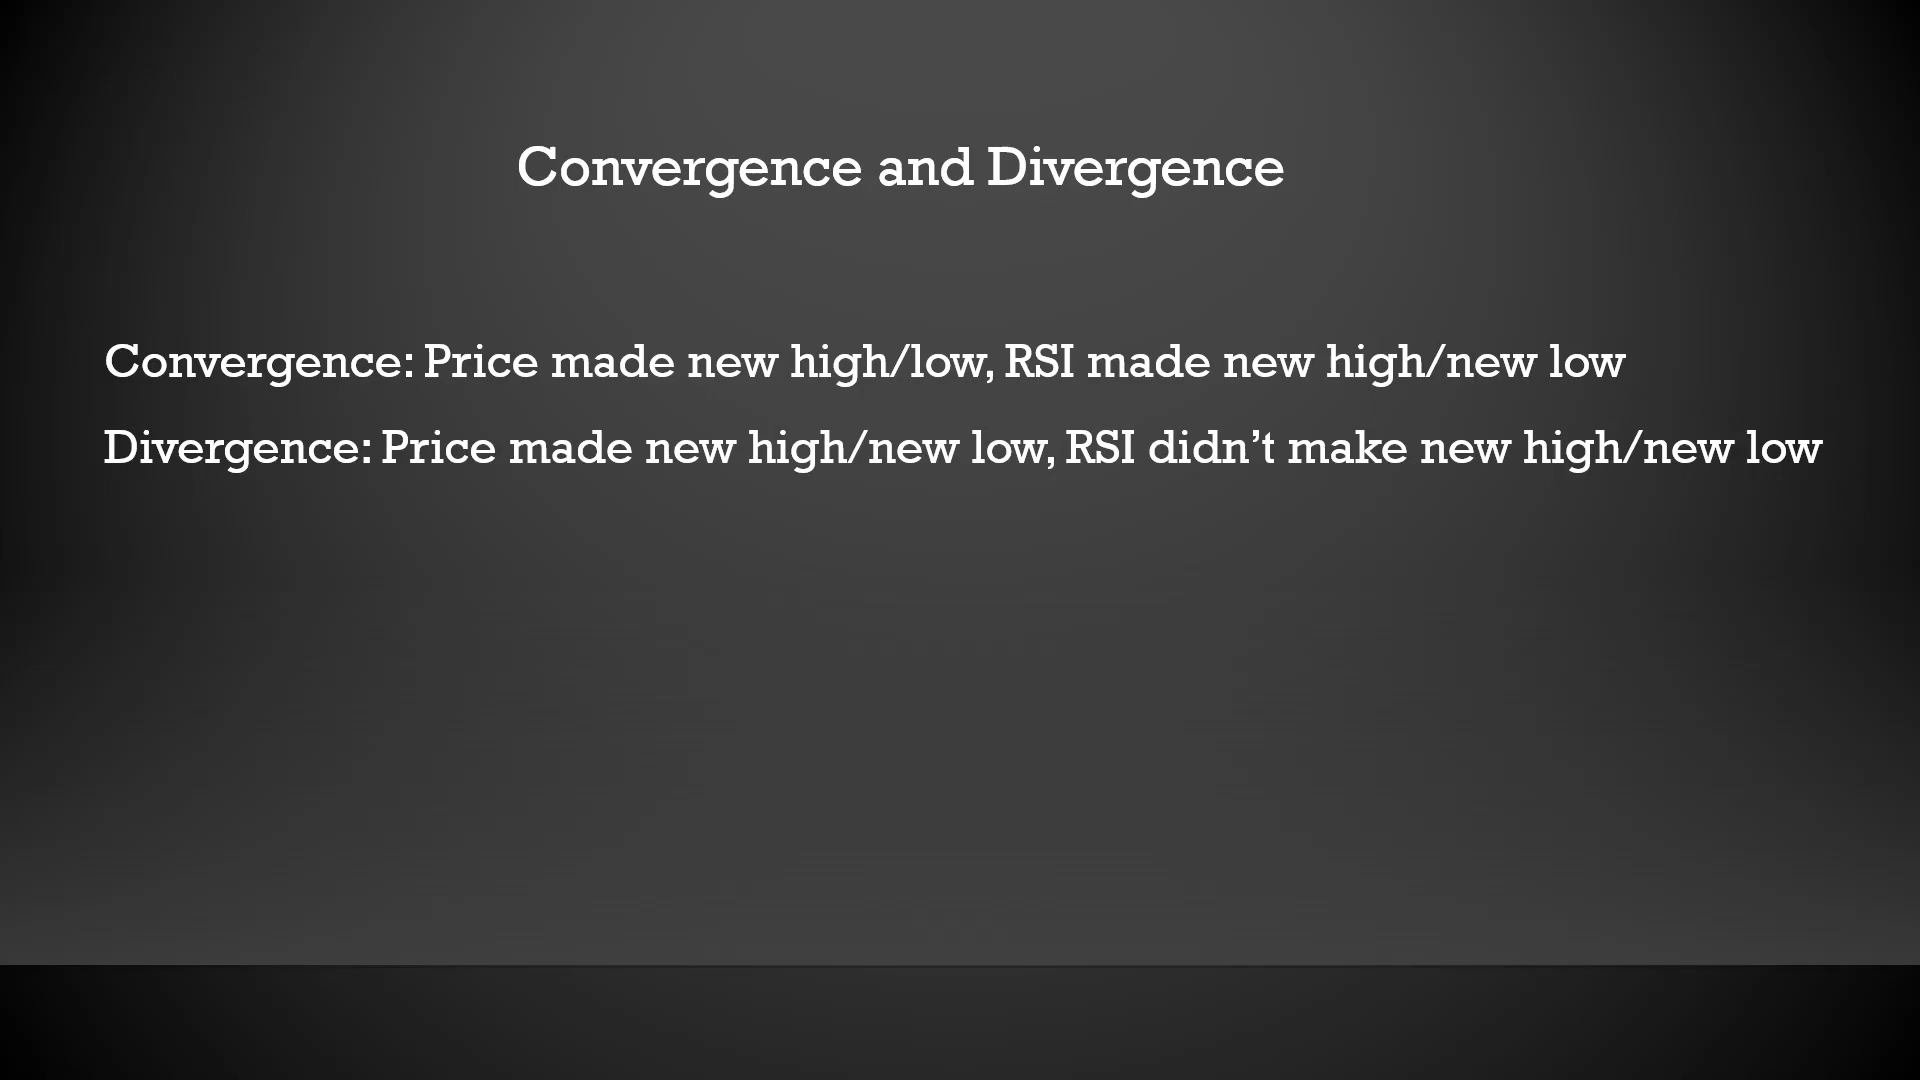 Convergence and Divergence
Convergence: Price made new high/low, RSI made new high/new low
Divergence: Price made new high/new low, RSI didn’t make new high/new low